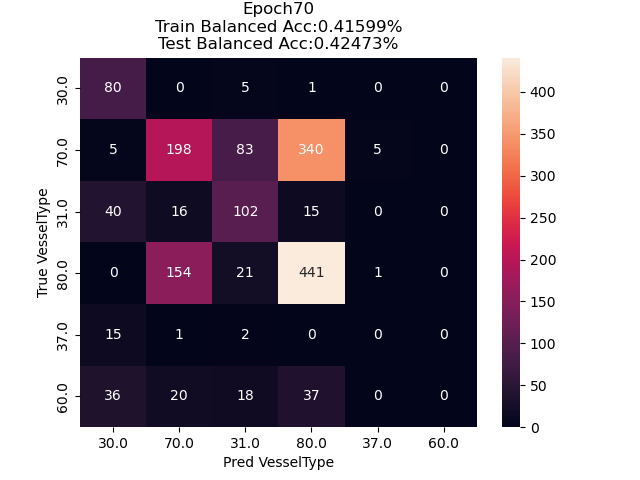 Epoch70
Train Balanced Acc:0.41599%
Test Balanced Acc:0.42473%
30.0 80 0 5 1 0 0
70.0 5 198 83 340 5 0
31.0 40 16 102 15 0 0
80.0 0 154 21 441 1 0
37.0 15 1 2 0 0 0
60.0 36 20 18 37 0 0
30.0 70.0 31.0 80.0 37.0 60.0
Pred VesselType
True VesselType
400
350
300
250
200
150
100
50
0